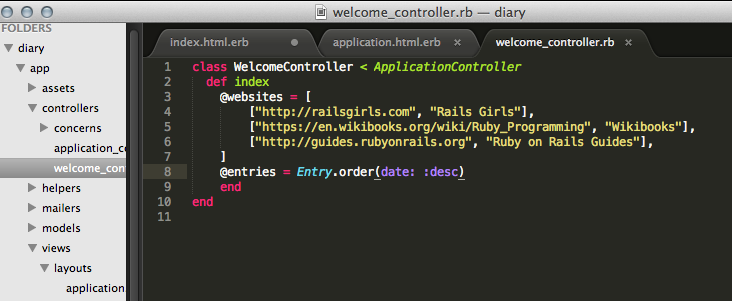 welcome_controller.rb — diary
FOLDERS
diary
app
assets
controllers
concerns
application_co
welcome_cont
helpers
mailers
models
views
layouts
application.
index.html.erb
application.html.erb
welcome_controller.rb
1 class WelcomeController < ApplicationController
2 def index
3 @websites = [
4 ["http://railsgirls.com", "Rails Girls"],
5 ["https://en.wikibooks.org/wiki/Ruby_Programming", "Wikibooks"],
6 ["http://guides.rubyonrails.org", "Ruby on Rails Guides"],
7 ]
8 @entries = Entry.order(date: :desc)
9 end
10 end
11